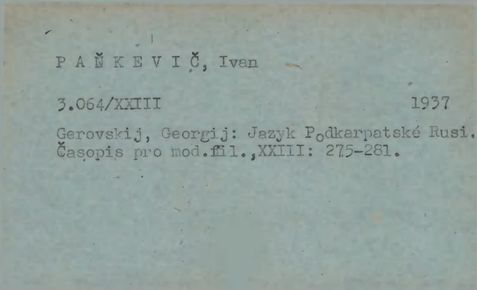 P A Ň K E V I Č, Ivan
3.064/XXIII 1937
Gerovskij, Georgij: Jazyk Podkarpatské Rusi.
Časopis pro mod.fil.,XXIII: 275-281.